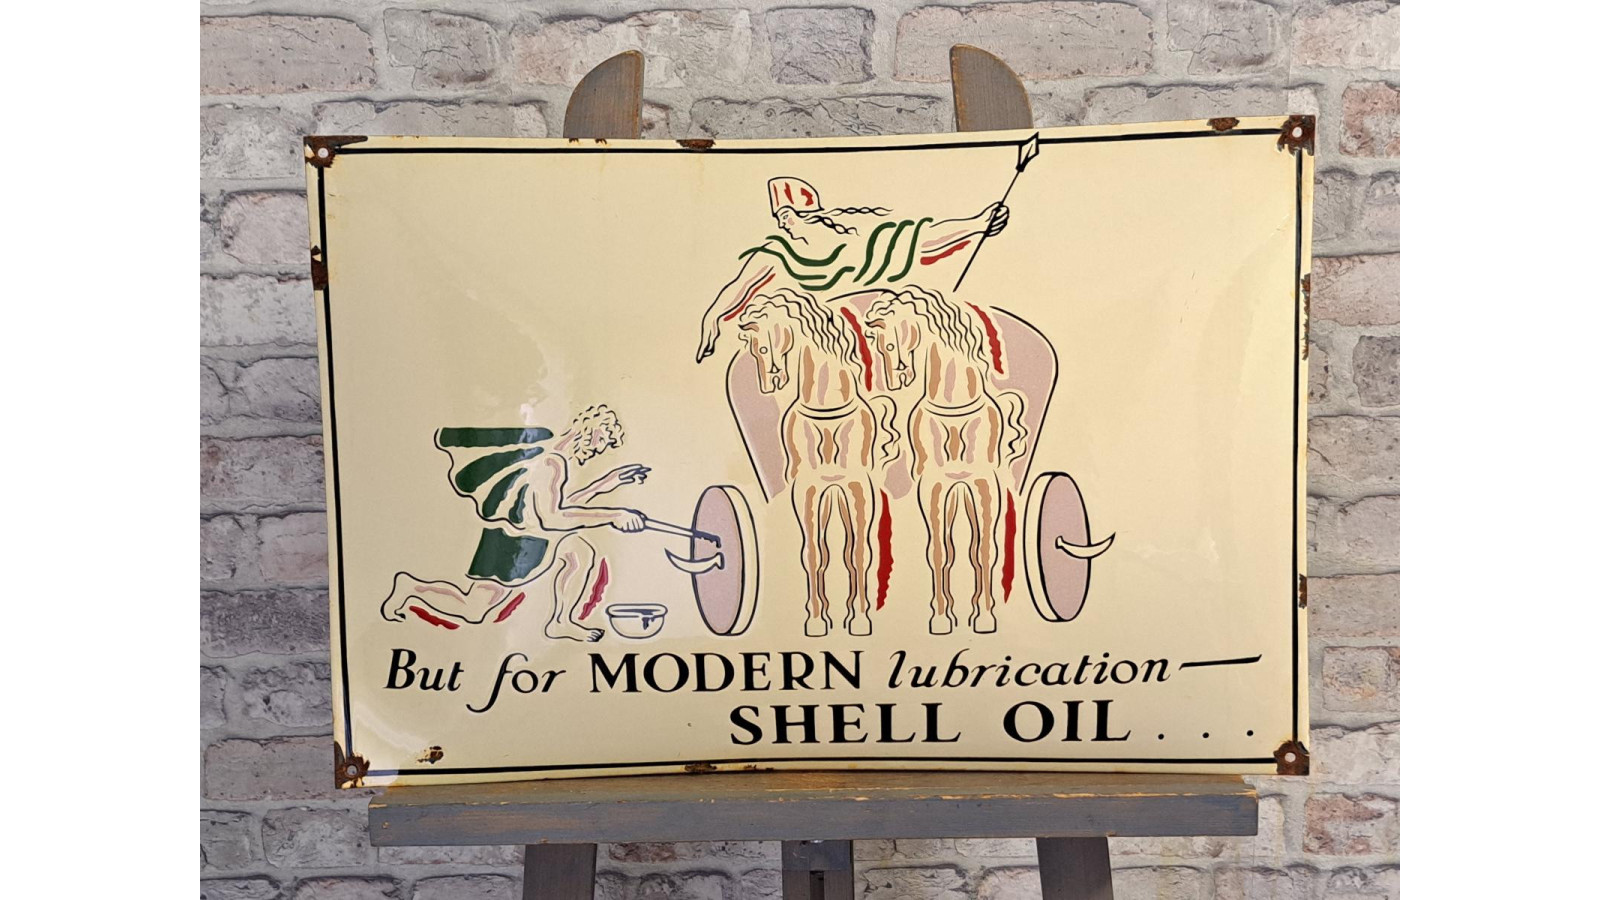 But for MODERN lubrication—
SHELL OIL...